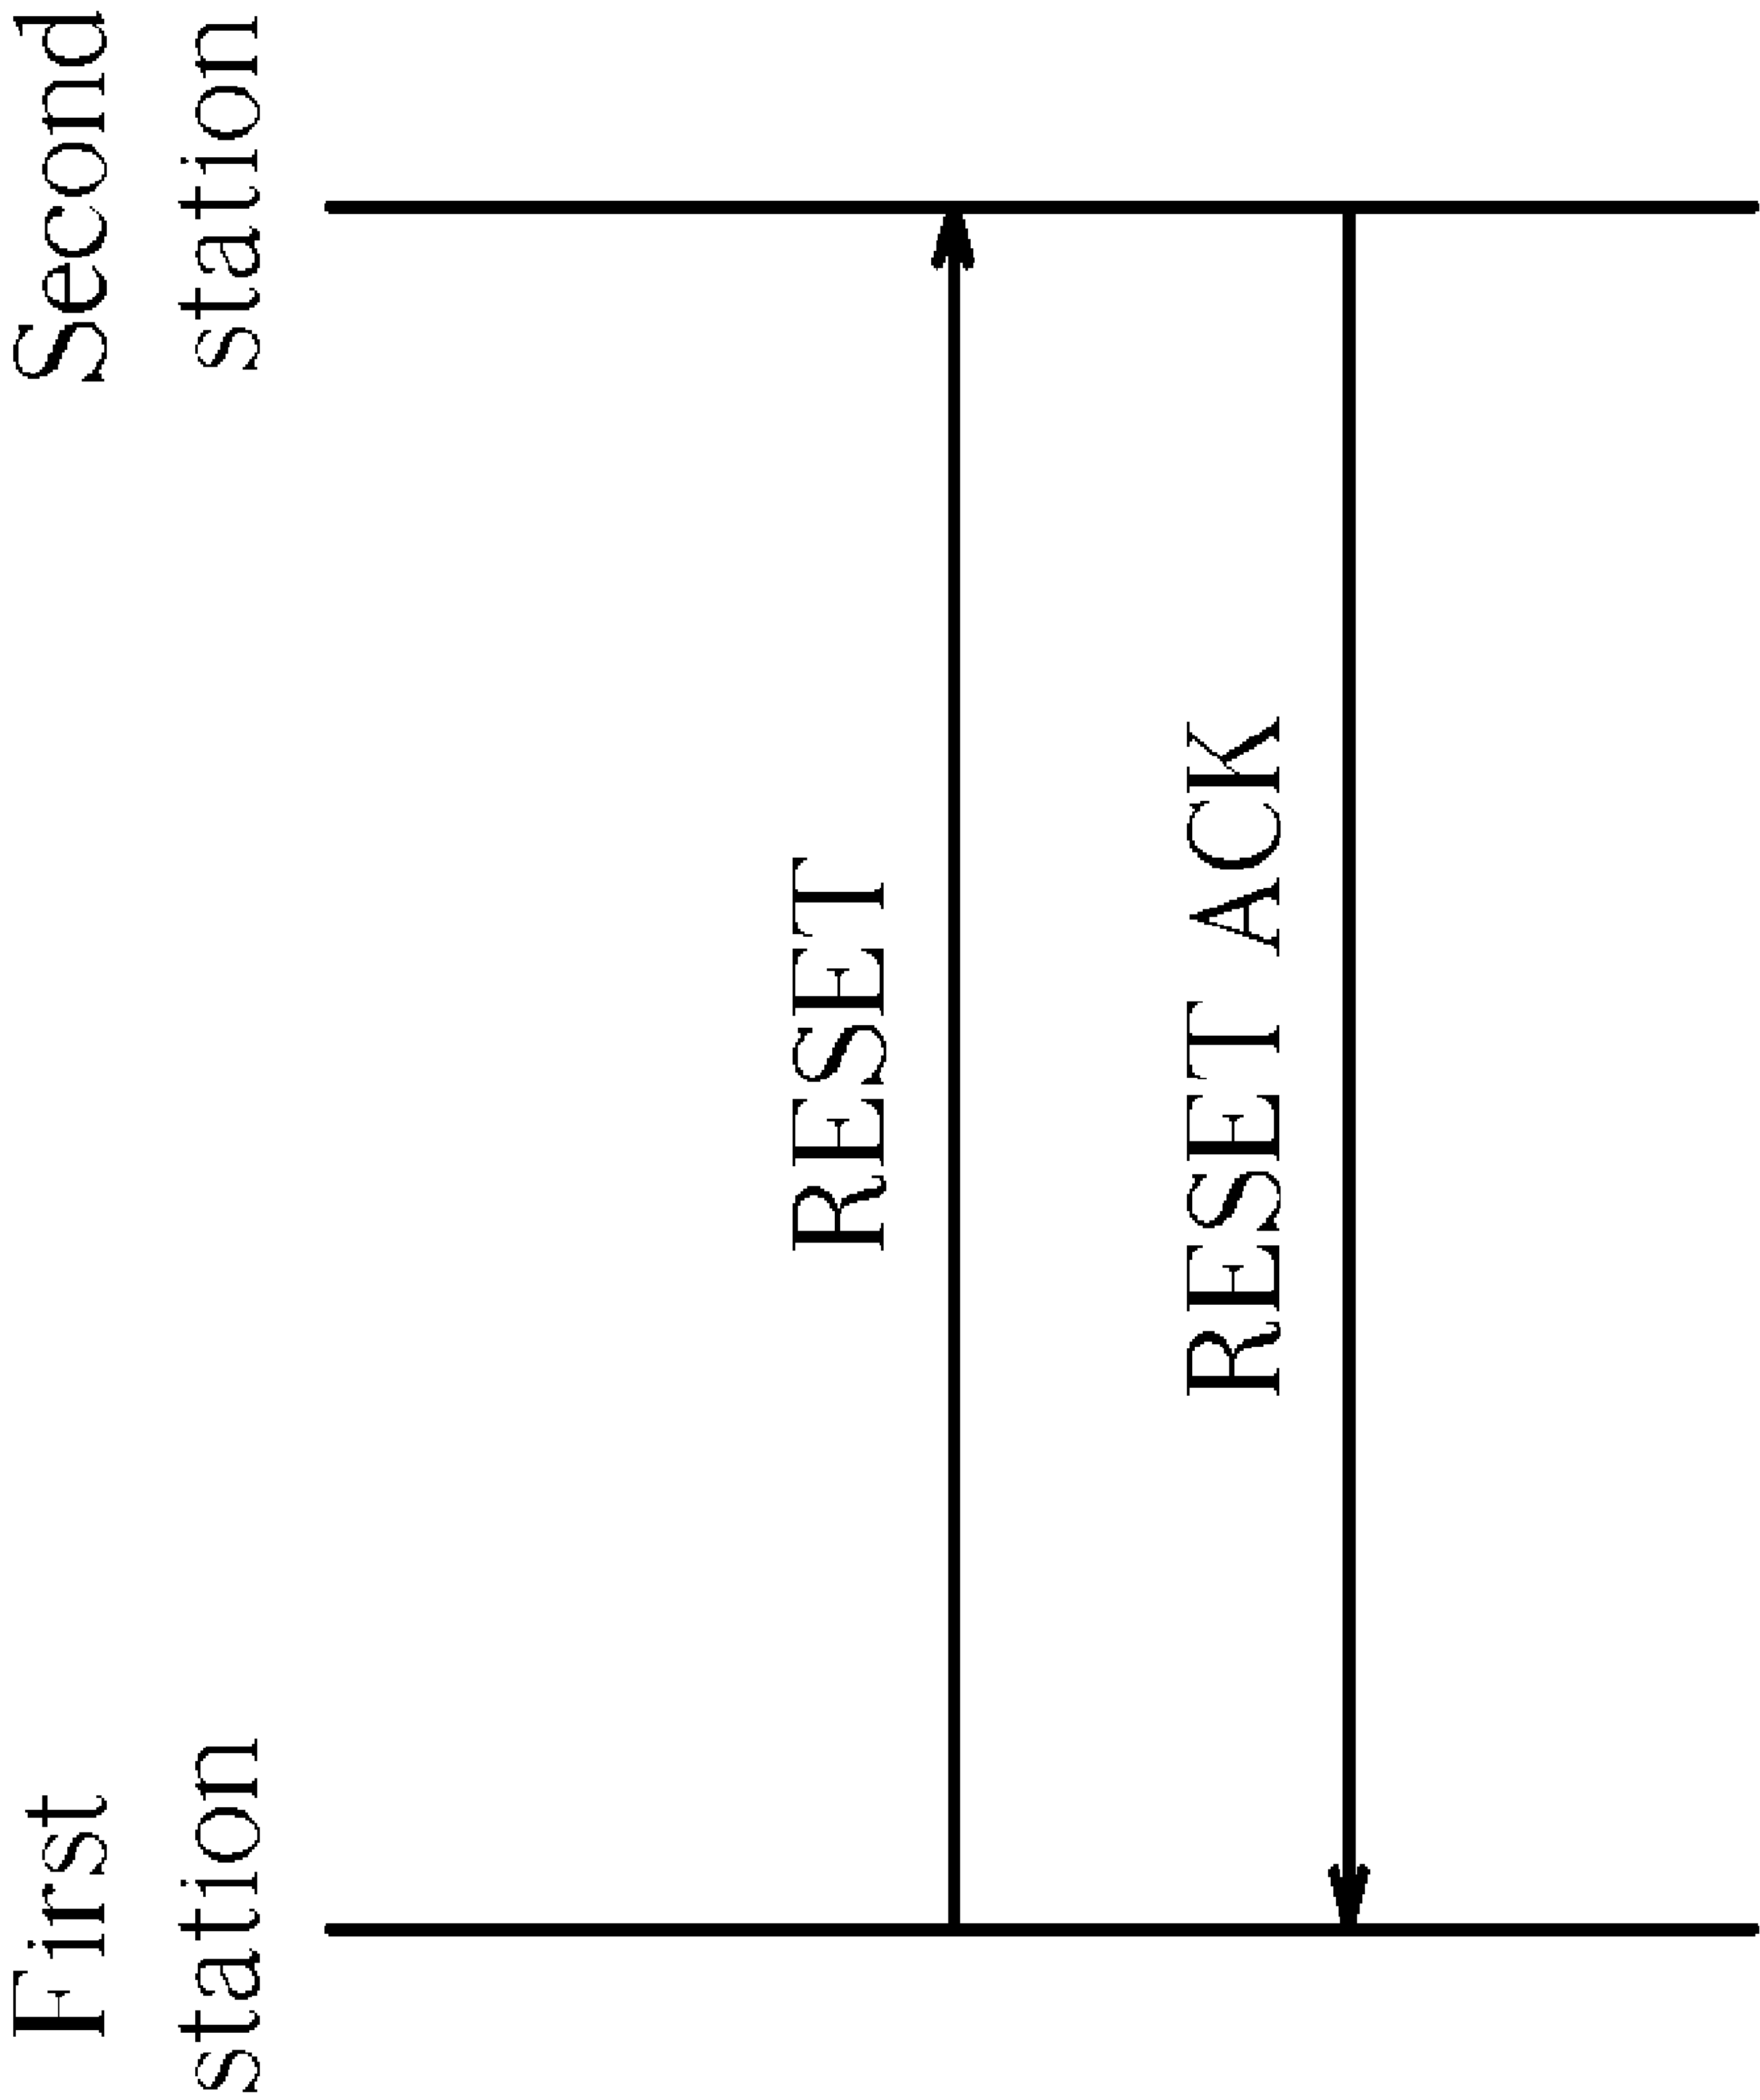 First
station
Second
station
RESET
RESET ACK